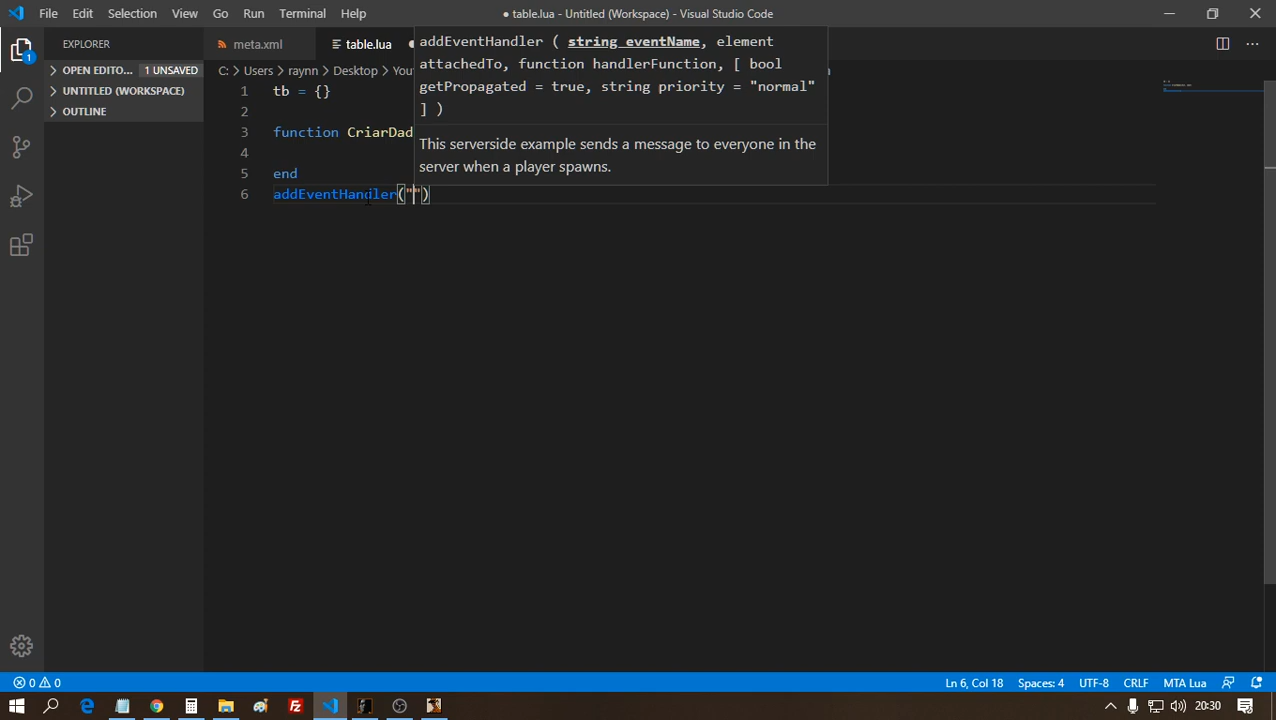 File Edit Selection View Go Run Terminal Help
● table.lua - Untitled (Workspace) - Visual Studio Code
EXPLORER
OPEN EDITO... 1 UNSAVED
UNTITLED (WORKSPACE)
OUTLINE
1
meta.xml
table.lua ●
C: > Users > raynn > Desktop > You
1 tb = {}
2
3 function CriarDad
4
5 end
6 addEventHandler("")
addEventHandler ( string eventName, element
attachedTo, function handlerFunction, [ bool
getPropagated = true, string priority = "normal"
] )
This serverside example sends a message to everyone in the
server when a player spawns.
0 0
Ln 6, Col 18 Spaces: 4 UTF-8 CRLF MTA Lua
20:30